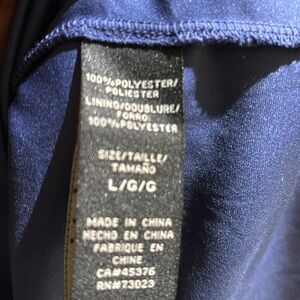 100%POLYESTER/
POLIESTER
LINING/DOUBLURE/
FORRO:
100%POLYESTER
SIZE/TAILLE/
TAMAÑO
L/G/G
MADE IN CHINA
HECHO EN CHINA
FABRIQUE EN
CHINE
CA#45376
RN#73023